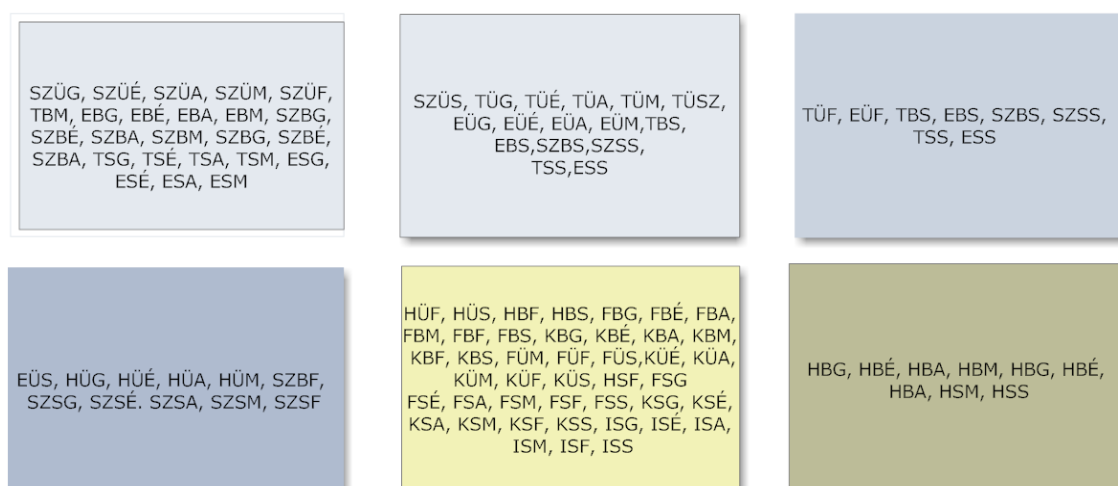 SZÜG, SZÜÉ, SZÜA, SZÜM, SZÜF,
TBM, EBG, EBÉ, EBA, EBM, SZBG,
SZBÉ, SZBA, SZBM, SZBG, SZBÉ,
SZBA, TSG, TSÉ, TSA, TSM, ESG,
ESÉ, ESA, ESM
SZÜS, TÜG, TÜÉ, TÜA, TÜM, TÜSZ,
EÜG, EÜÉ, EÜA, EÜM,TBS,
EBS,SZBS,SZSS,
TSS,ESS
TÜF, EÜF, TBS, EBS, SZBS, SZSS,
TSS, ESS
EÜS, HÜG, HÜÉ, HÜA, HÜM, SZBF,
SZSG, SZSÉ. SZSA, SZSM, SZSF
HÜF, HÜS, HBF, HBS, FBG, FBÉ, FBA,
FBM, FBF, FBS, KBG, KBÉ, KBA, KBM,
KBF, KBS, FÜM, FÜF, FÜS,KÜÉ, KÜA,
KÜM, KÜF, KÜS, HSF, FSG
FSÉ, FSA, FSM, FSF, FSS, KSG, KSÉ,
KSA, KSM, KSF, KSS, ISG, ISÉ, ISA,
ISM, ISF, ISS
HBG, HBÉ, HBA, HBM, HBG, HBÉ,
HBA, HSM, HSS